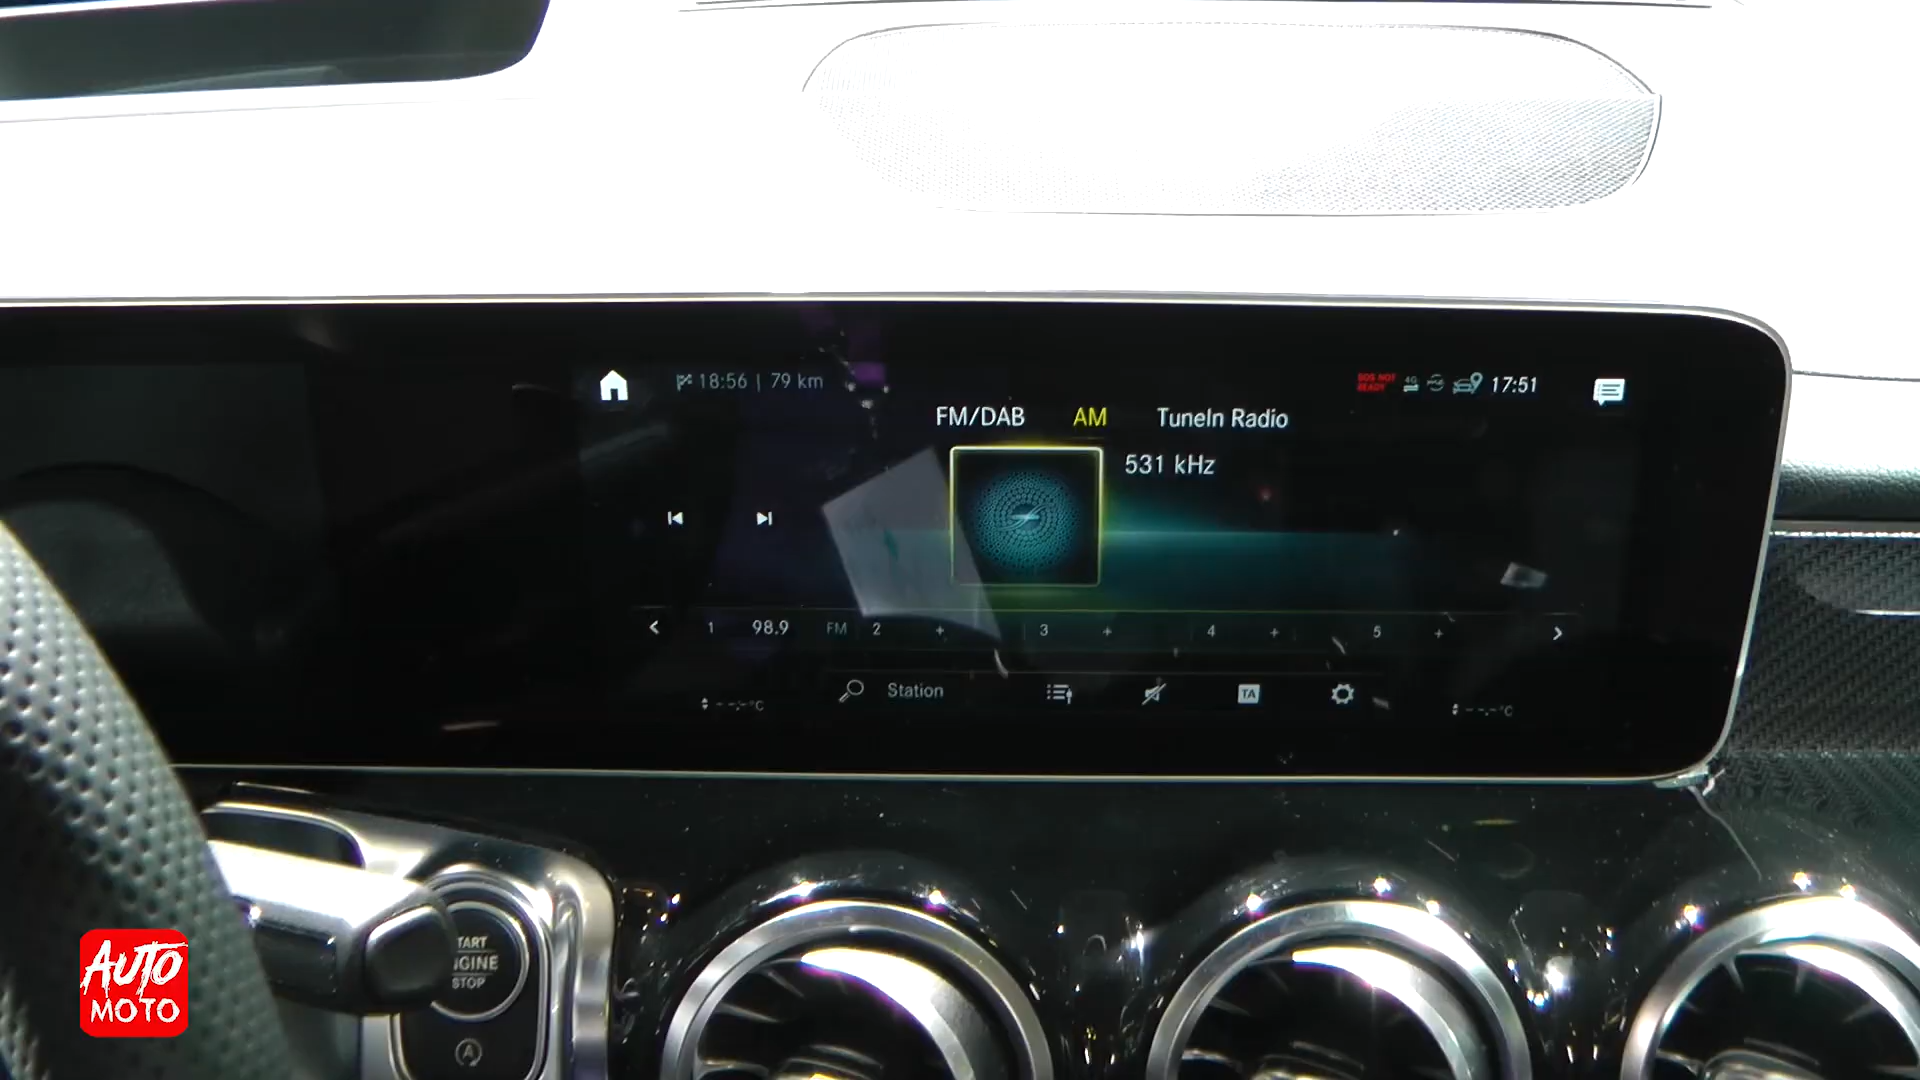 18:56 | 79 km
SOS NOT
READY
4G
17:51
FM/DAB AM TuneIn Radio
531 kHz
1 98.9 FM 2 + 3 + 4 + 5 +
Station
TA
--,-°C
--,-°C
START
ENGINE
STOP
A
AUTO
MOTO